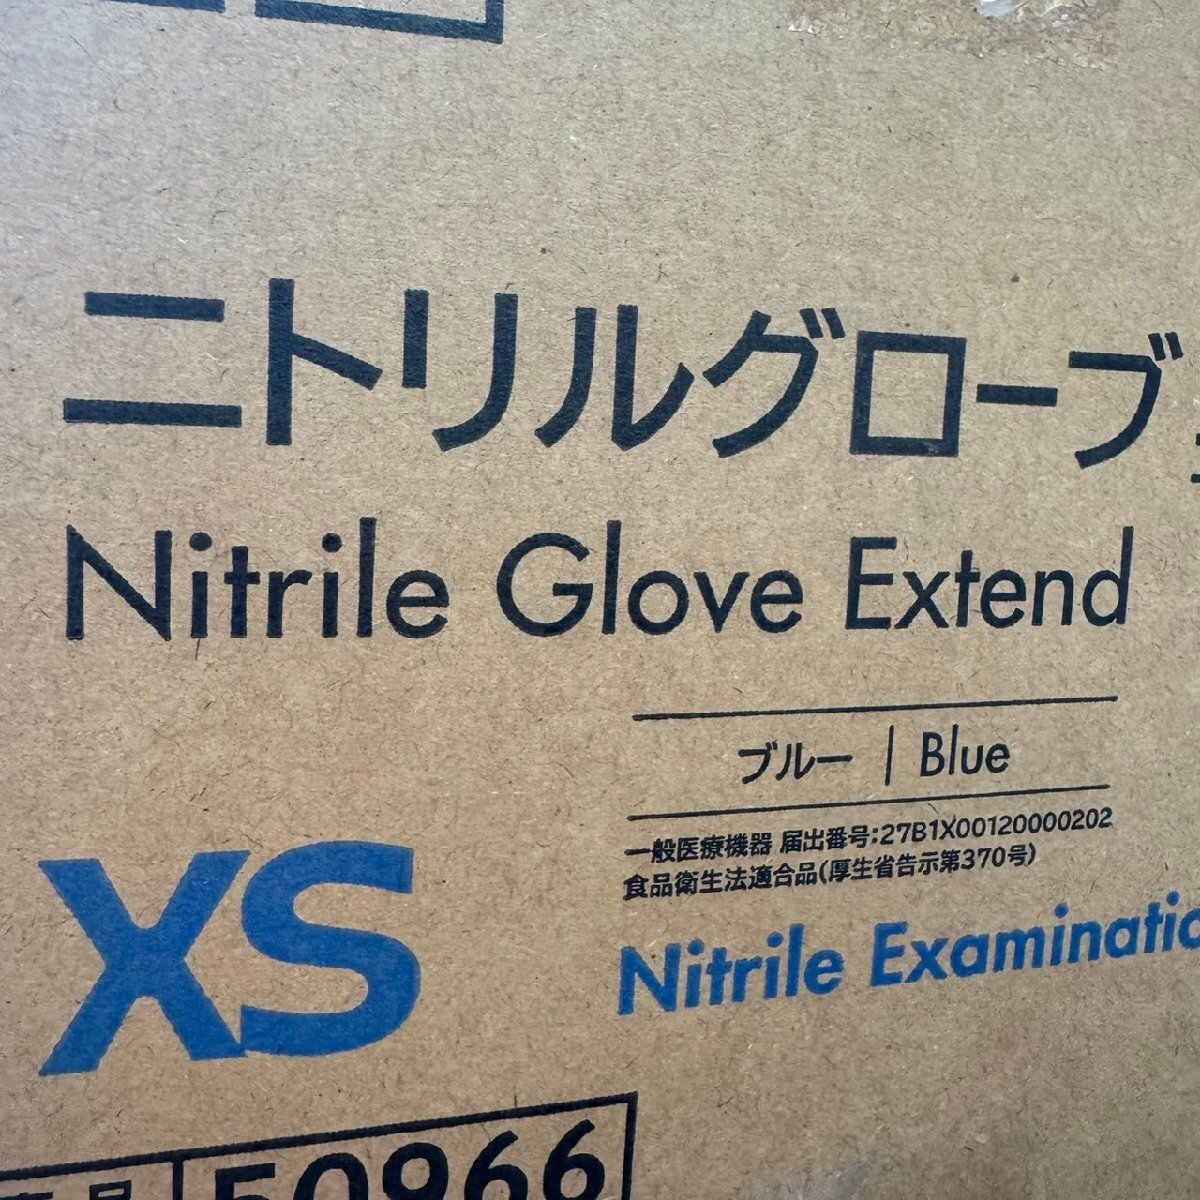 ニトリルグローブ
Nitrile Glove Extend
ブルー | Blue
一般医療機器 届出番号:27B1X00120000202
食品衛生法適合品(厚生省告示第370号)
XS
Nitrile Examinatio
50966